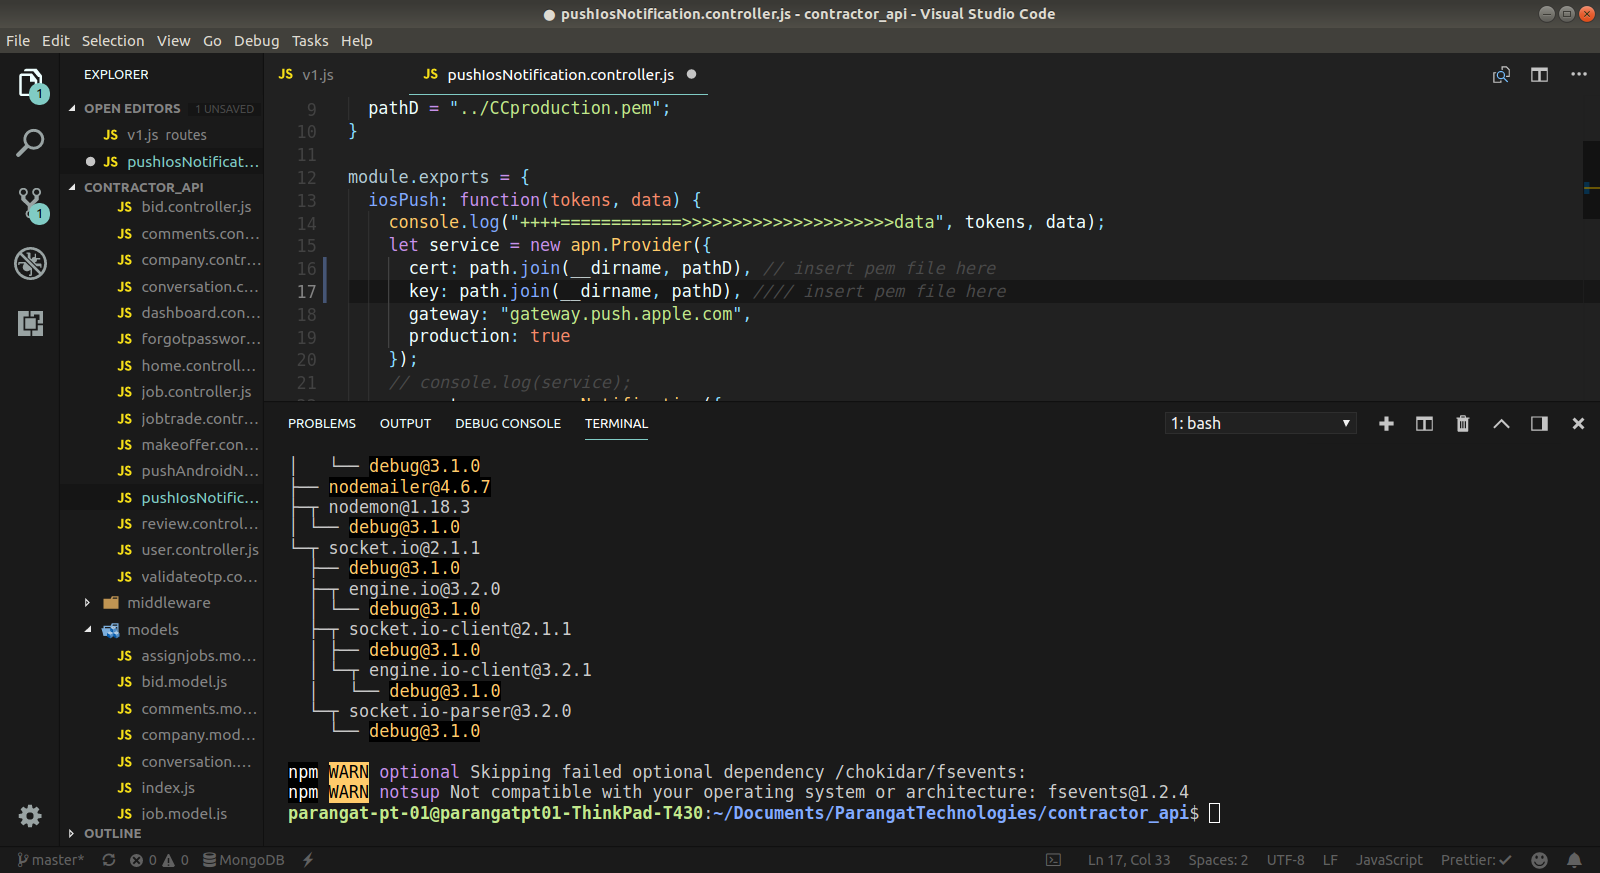 ● pushIosNotification.controller.js - contractor_api - Visual Studio Code
File Edit Selection View Go Debug Tasks Help
EXPLORER
OPEN EDITORS 1 UNSAVED
JS v1.js routes
● JS pushIosNotificat...
CONTRACTOR_API
JS bid.controller.js
JS comments.con...
JS company.contr...
JS conversation.c...
JS dashboard.con...
JS forgotpasswor...
JS home.controll...
JS job.controller.js
JS jobtrade.contr...
JS makeoffer.con...
JS pushAndroidN...
JS pushIosNotific...
JS review.control...
JS user.controller.js
JS validateotp.co...
middleware
models
JS assignjobs.mo...
JS bid.model.js
JS comments.mo...
JS company.mod...
JS conversation....
JS index.js
JS job.model.js
OUTLINE
1
1
JS v1.js JS pushIosNotification.controller.js ●
9 pathD = "../CCproduction.pem";
10 }
11
12 module.exports = {
13 iosPush: function(tokens, data) {
14 console.log("++++============>>>>>>>>>>>>>>>>>>>>>data", tokens, data);
15 let service = new apn.Provider({
16 cert: path.join(__dirname, pathD), // insert pem file here
17 key: path.join(__dirname, pathD), //// insert pem file here
18 gateway: "gateway.push.apple.com",
19 production: true
20 });
21 // console.log(service);
PROBLEMS OUTPUT DEBUG CONSOLE TERMINAL 1: bash
│   └── debug@3.1.0
├── nodemailer@4.6.7
├─┬ nodemon@1.18.3
│ └── debug@3.1.0
└─┬ socket.io@2.1.1
  ├── debug@3.1.0
  ├─┬ engine.io@3.2.0
  │ └── debug@3.1.0
  ├─┬ socket.io-client@2.1.1
  │ ├── debug@3.1.0
  │ └─┬ engine.io-client@3.2.1
  │   └── debug@3.1.0
  └─┬ socket.io-parser@3.2.0
    └── debug@3.1.0
npm WARN optional Skipping failed optional dependency /chokidar/fsevents:
npm WARN notsup Not compatible with your operating system or architecture: fsevents@1.2.4
parangat-pt-01@parangatpt01-ThinkPad-T430:~/Documents/ParangatTechnologies/contractor_api$
master* 0 0 MongoDB Ln 17, Col 33 Spaces: 2 UTF-8 LF JavaScript Prettier: ✓